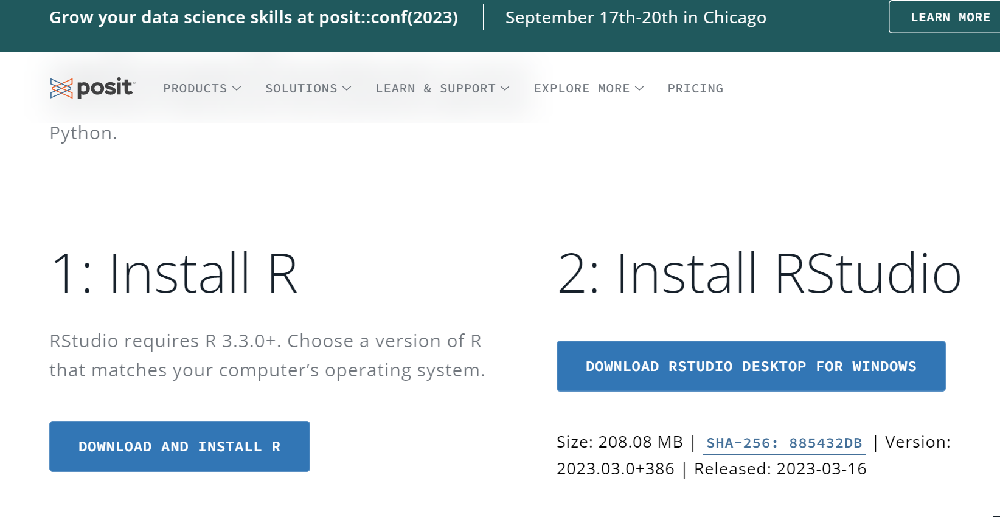 Grow your data science skills at posit::conf(2023)
September 17th-20th in Chicago
LEARN MORE
posit™
PRODUCTS
SOLUTIONS
LEARN & SUPPORT
EXPLORE MORE
PRICING
Python.
1: Install R
RStudio requires R 3.3.0+. Choose a version of R
that matches your computer’s operating system.
DOWNLOAD AND INSTALL R
2: Install RStudio
DOWNLOAD RSTUDIO DESKTOP FOR WINDOWS
Size: 208.08 MB | SHA-256: 885432DB | Version:
2023.03.0+386 | Released: 2023-03-16